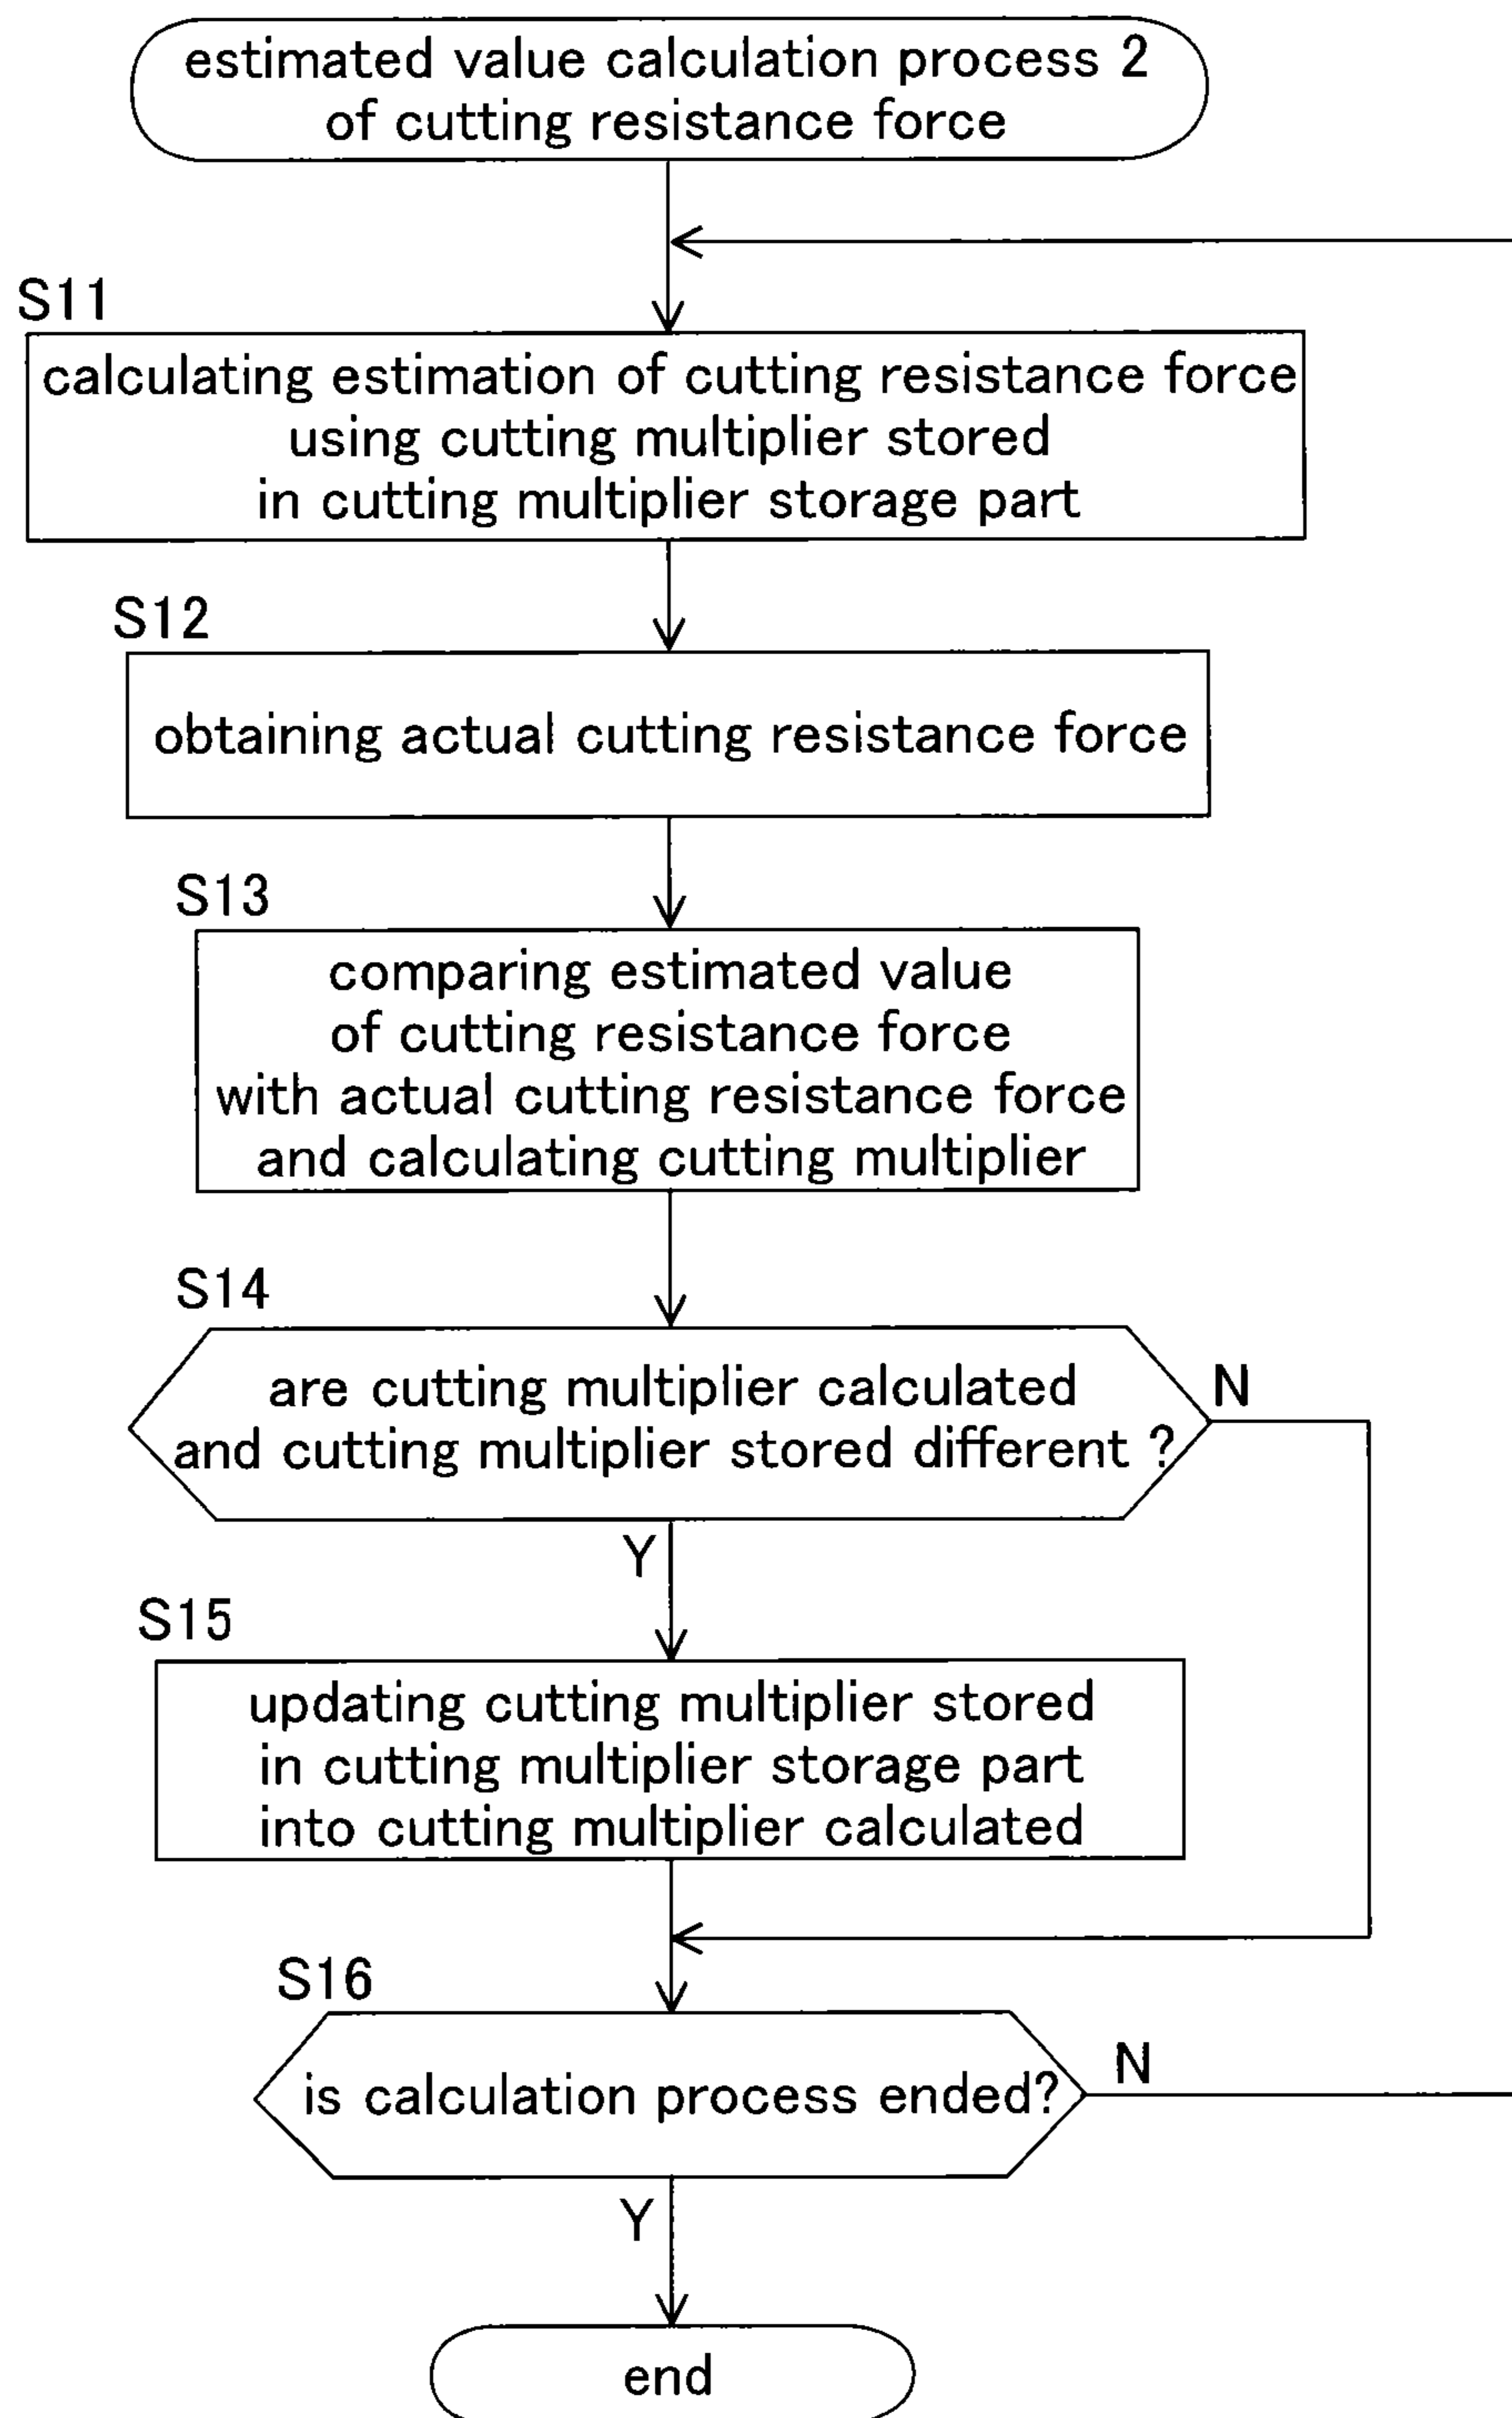 estimated value calculation process 2
of cutting resistance force
S11
calculating estimation of cutting resistance force
using cutting multiplier stored
in cutting multiplier storage part
S12
obtaining actual cutting resistance force
S13
comparing estimated value
of cutting resistance force
with actual cutting resistance force
and calculating cutting multiplier
S14
are cutting multiplier calculated
and cutting multiplier stored different ?
N
Y
S15
updating cutting multiplier stored
in cutting multiplier storage part
into cutting multiplier calculated
S16
is calculation process ended?
N
Y
end